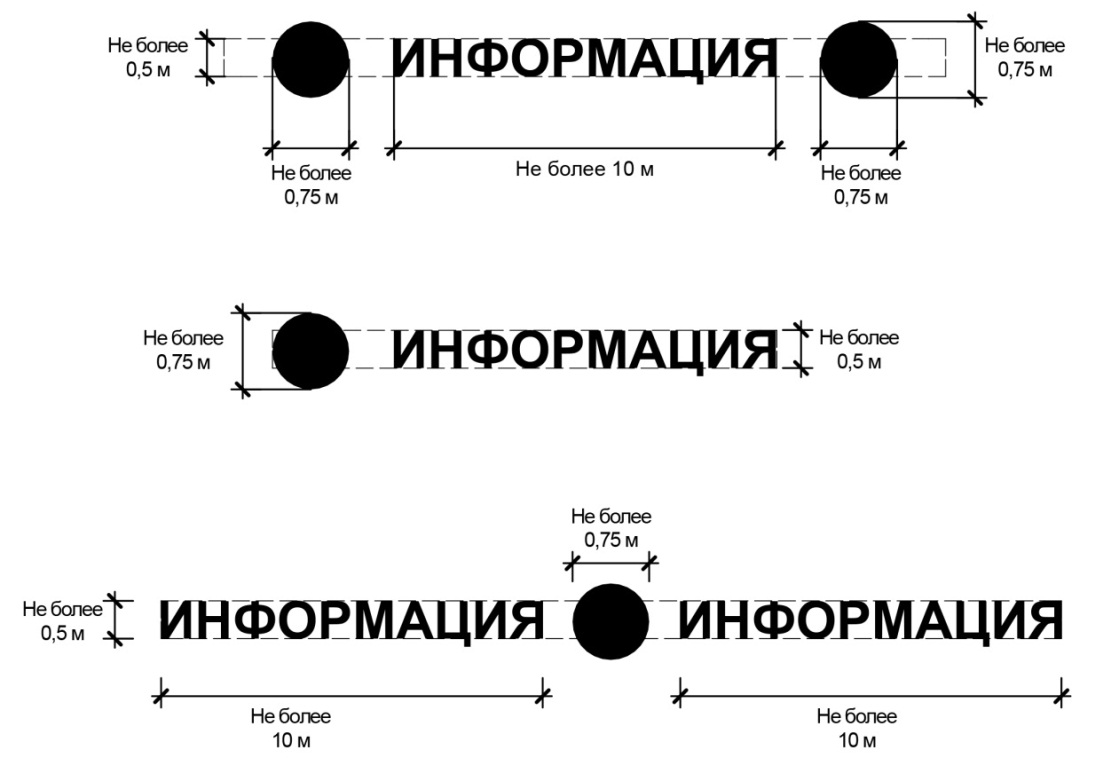 Не более
0,5 м
ИНФОРМАЦИЯ
Не более
0,75 м
Не более
0,75 м
Не более 10 м
Не более
0,75 м
Не более
0,75 м
ИНФОРМАЦИЯ
Не более
0,5 м
Не более
0,75 м
Не более
0,5 м
ИНФОРМАЦИЯ
ИНФОРМАЦИЯ
Не более
10 м
Не более
10 м